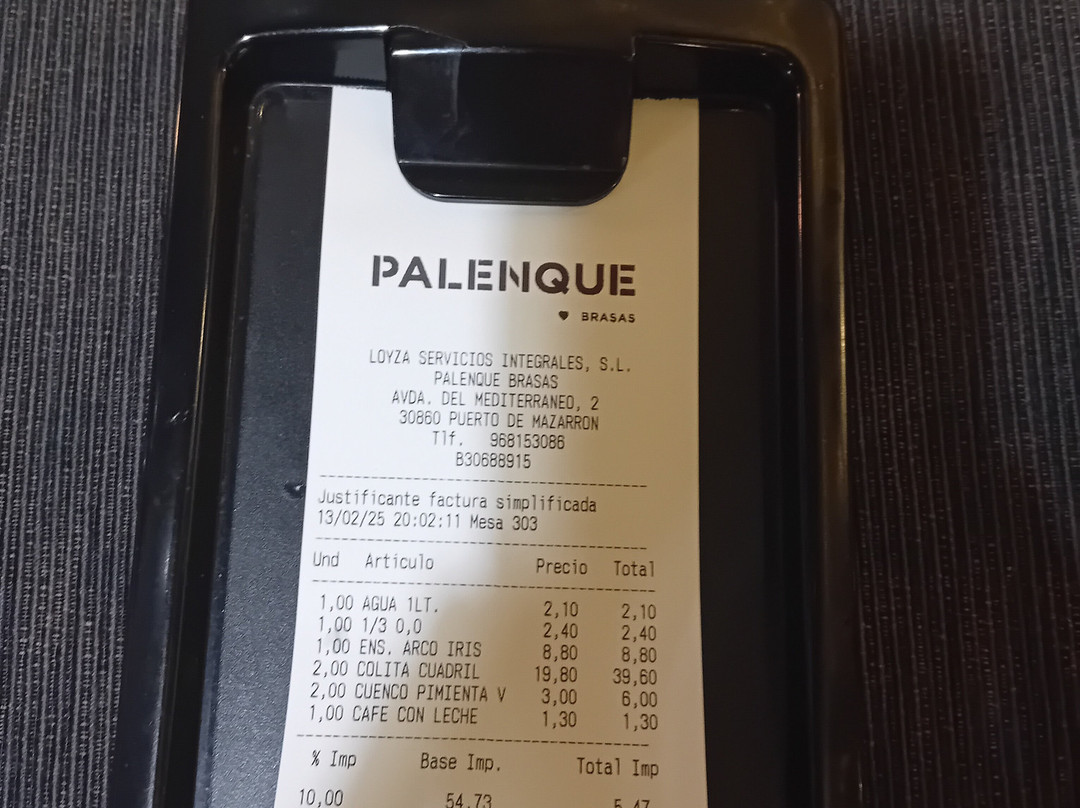 PALENQUE
BRASAS
LOYZA SERVICIOS INTEGRALES, S.L.
PALENQUE BRASAS
AVDA. DEL MEDITERRANEO, 2
30860 PUERTO DE MAZARRON
Tlf. 968153086
B30688915
Justificante factura simplificada
13/02/25 20:02:11 Mesa 303
Und Articulo Precio Total
1,00 AGUA 1LT. 2,10 2,10
1,00 1/3 0,0 2,40 2,40
1,00 ENS. ARCO IRIS 8,80 8,80
2,00 COLITA CUADRIL 19,80 39,60
2,00 CUENCO PIMIENTA V 3,00 6,00
1,00 CAFE CON LECHE 1,30 1,30
% Imp Base Imp. Total Imp
10,00 54,73 5,47